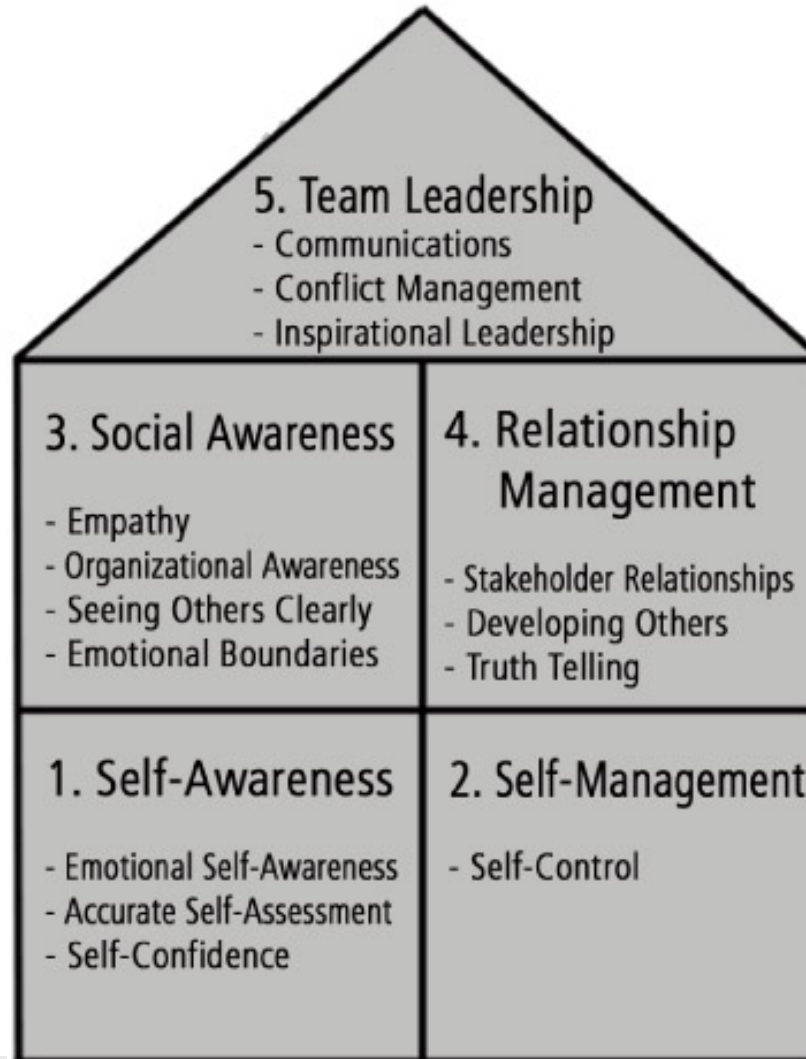 5. Team Leadership
- Communications
- Conflict Management
- Inspirational Leadership
3. Social Awareness
- Empathy
- Organizational Awareness
- Seeing Others Clearly
- Emotional Boundaries
4. Relationship
Management
- Stakeholder Relationships
- Developing Others
- Truth Telling
1. Self-Awareness
- Emotional Self-Awareness
- Accurate Self-Assessment
- Self-Confidence
2. Self-Management
- Self-Control